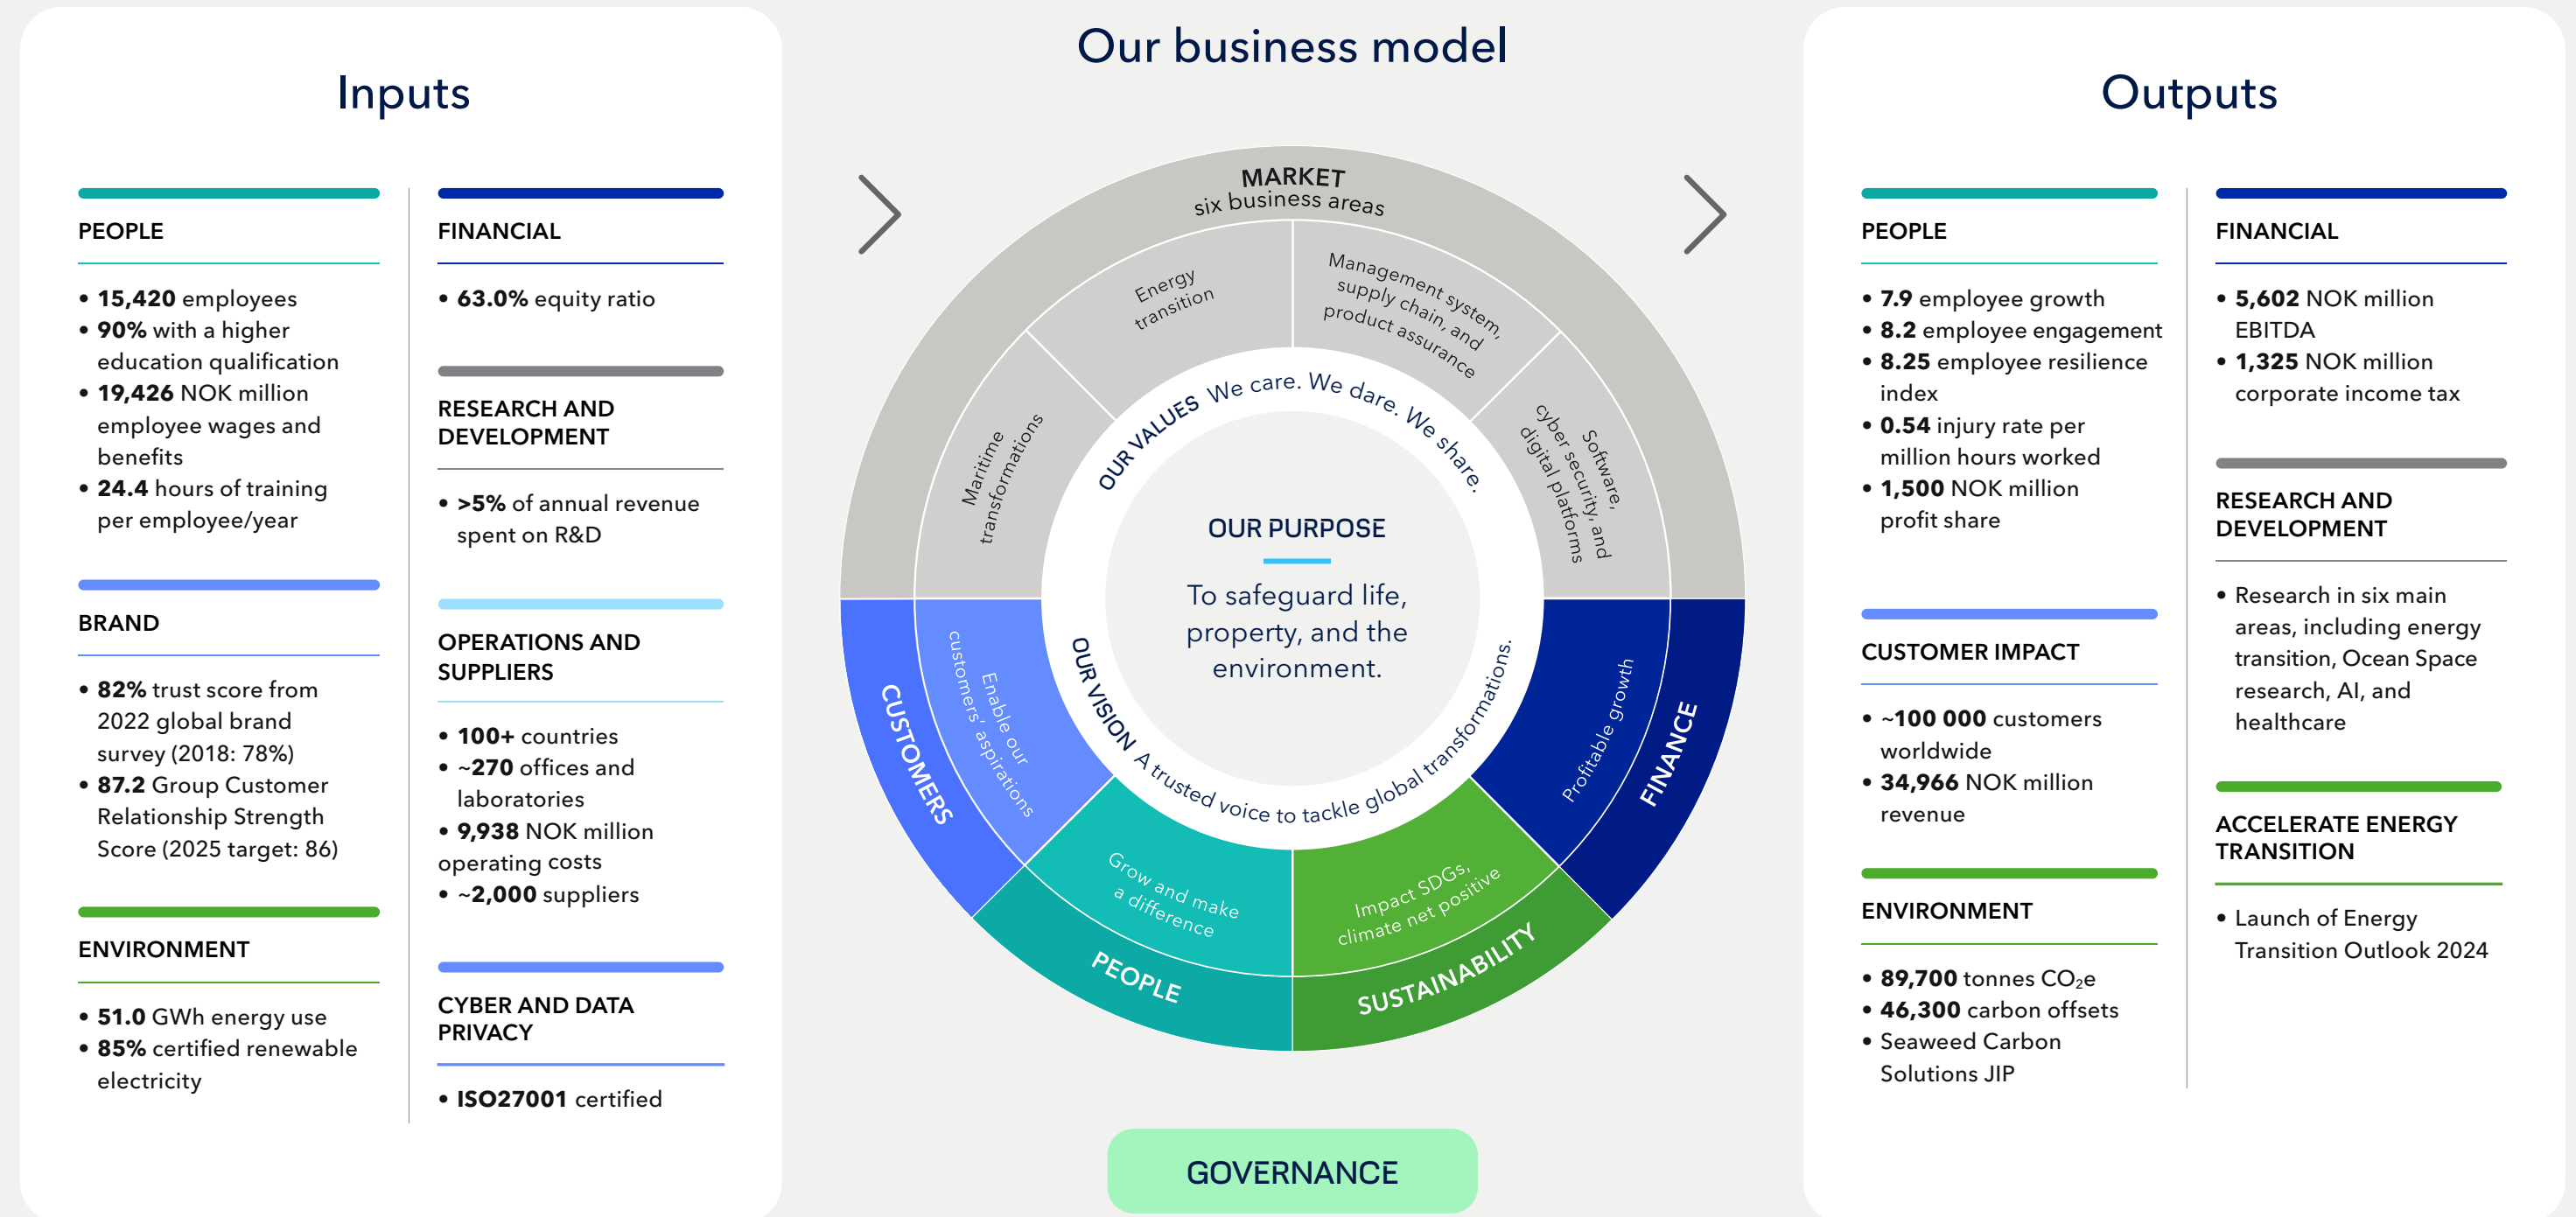 Inputs
PEOPLE
• 15,420 employees
• 90% with a higher
education qualification
• 19,426 NOK million
employee wages and
benefits
• 24.4 hours of training
per employee/year
BRAND
• 82% trust score from
2022 global brand
survey (2018: 78%)
• 87.2 Group Customer
Relationship Strength
Score (2025 target: 86)
ENVIRONMENT
• 51.0 GWh energy use
• 85% certified renewable
electricity
FINANCIAL
• 63.0% equity ratio
RESEARCH AND
DEVELOPMENT
• >5% of annual revenue
spent on R&D
OPERATIONS AND
SUPPLIERS
• 100+ countries
• ~270 offices and
laboratories
• 9,938 NOK million
operating costs
• ~2,000 suppliers
CYBER AND DATA
PRIVACY
• ISO27001 certified
Our business model
MARKET
six business areas
Maritime
transformations
Energy
transition
Management system,
supply chain, and
product assurance
Software,
cyber security, and
digital platforms
OUR VALUES We care. We dare. We share.
OUR PURPOSE
To safeguard life,
property, and the
environment.
OUR VISION A trusted voice to tackle global transformations.
CUSTOMERS
Enable our
customers' aspirations
PEOPLE
Grow and make
a difference
SUSTAINABILITY
Impact SDGs,
climate net positive
FINANCE
Profitable growth
GOVERNANCE
Outputs
PEOPLE
• 7.9 employee growth
• 8.2 employee engagement
• 8.25 employee resilience
index
• 0.54 injury rate per
million hours worked
• 1,500 NOK million
profit share
CUSTOMER IMPACT
• ~100 000 customers
worldwide
• 34,966 NOK million
revenue
ENVIRONMENT
• 89,700 tonnes CO₂e
• 46,300 carbon offsets
• Seaweed Carbon
Solutions JIP
FINANCIAL
• 5,602 NOK million
EBITDA
• 1,325 NOK million
corporate income tax
RESEARCH AND
DEVELOPMENT
• Research in six main
areas, including energy
transition, Ocean Space
research, AI, and
healthcare
ACCELERATE ENERGY
TRANSITION
• Launch of Energy
Transition Outlook 2024